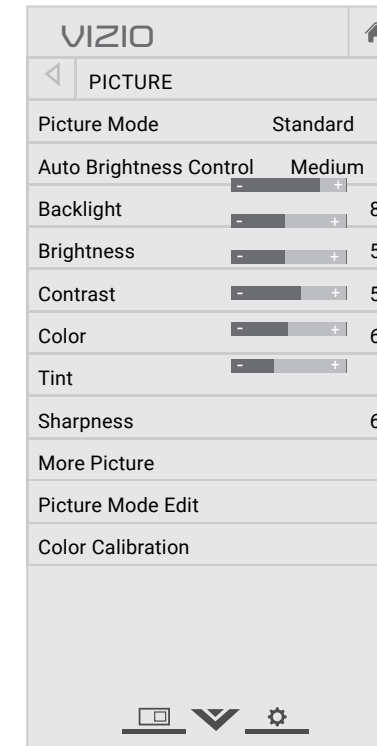 VIZIO
PICTURE
Picture Mode Standard
Auto Brightness Control Medium
- +
Backlight 8
- +
Brightness 5
- +
Contrast 5
- +
Color 6
- +
Tint
- +
Sharpness 6
More Picture
Picture Mode Edit
Color Calibration